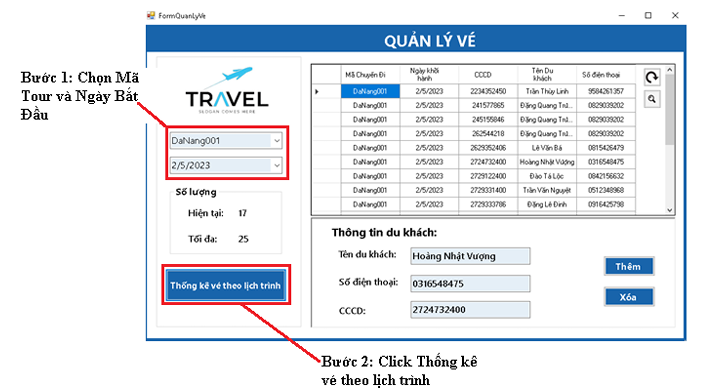 FormQuanLyVe
QUẢN LÝ VÉ
Bước 1: Chọn Mã
Tour và Ngày Bắt
Đầu
TRAVEL
SLOGAN COMES HERE
DaNang001
2/5/2023
Số lượng
Hiện tại: 17
Tối đa: 25
Thống kê vé theo lịch trình
Mã Chuyến Đi Ngày khởi hành CCCD Tên Du khách Số điện thoại
DaNang001 2/5/2023 2234352450 Trần Thùy Linh 9584261357
DaNang001 2/5/2023 241577865 Đặng Quang Trư... 0829039202
DaNang001 2/5/2023 245155846 Đặng Quang Trư... 0829039202
DaNang001 2/5/2023 262544218 Đặng Quang Trư... 0829039202
DaNang001 2/5/2023 2629352406 Lê Văn Bá 0815426479
DaNang001 2/5/2023 2724732400 Hoàng Nhật Vượng 0316548475
DaNang001 2/5/2023 2729122400 Đào Tá Lộc 0842156632
DaNang001 2/5/2023 2729331400 Trần Văn Nguyệt 0512348968
DaNang001 2/5/2023 2729333786 Đặng Lê Đình 0916425798
Thông tin du khách:
Tên du khách: Hoàng Nhật Vượng
Số điện thoại: 0316548475
CCCD: 2724732400
Thêm
Xóa
Bước 2: Click Thống kê
vé theo lịch trình